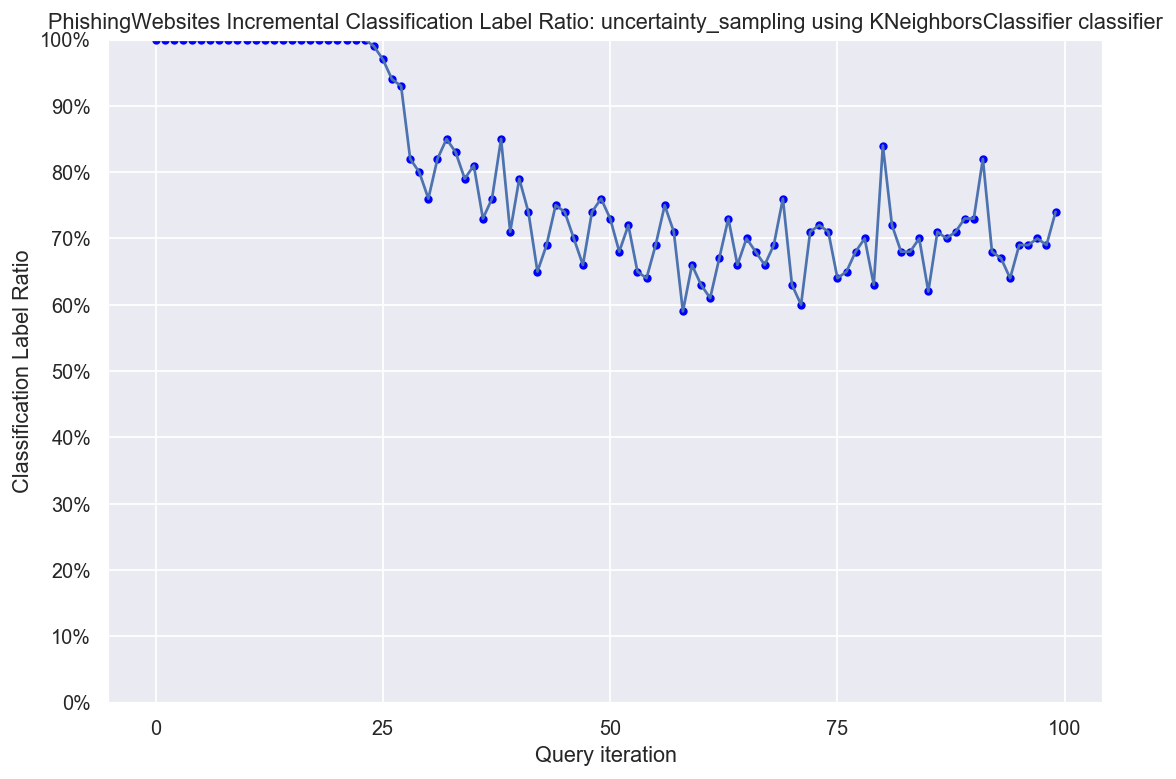 PhishingWebsites Incremental Classification Label Ratio: uncertainty_sampling using KNeighborsClassifier classifier
100%
90%
80%
70%
60%
50%
40%
30%
20%
10%
0%
Classification Label Ratio
0 25 50 75 100
Query iteration